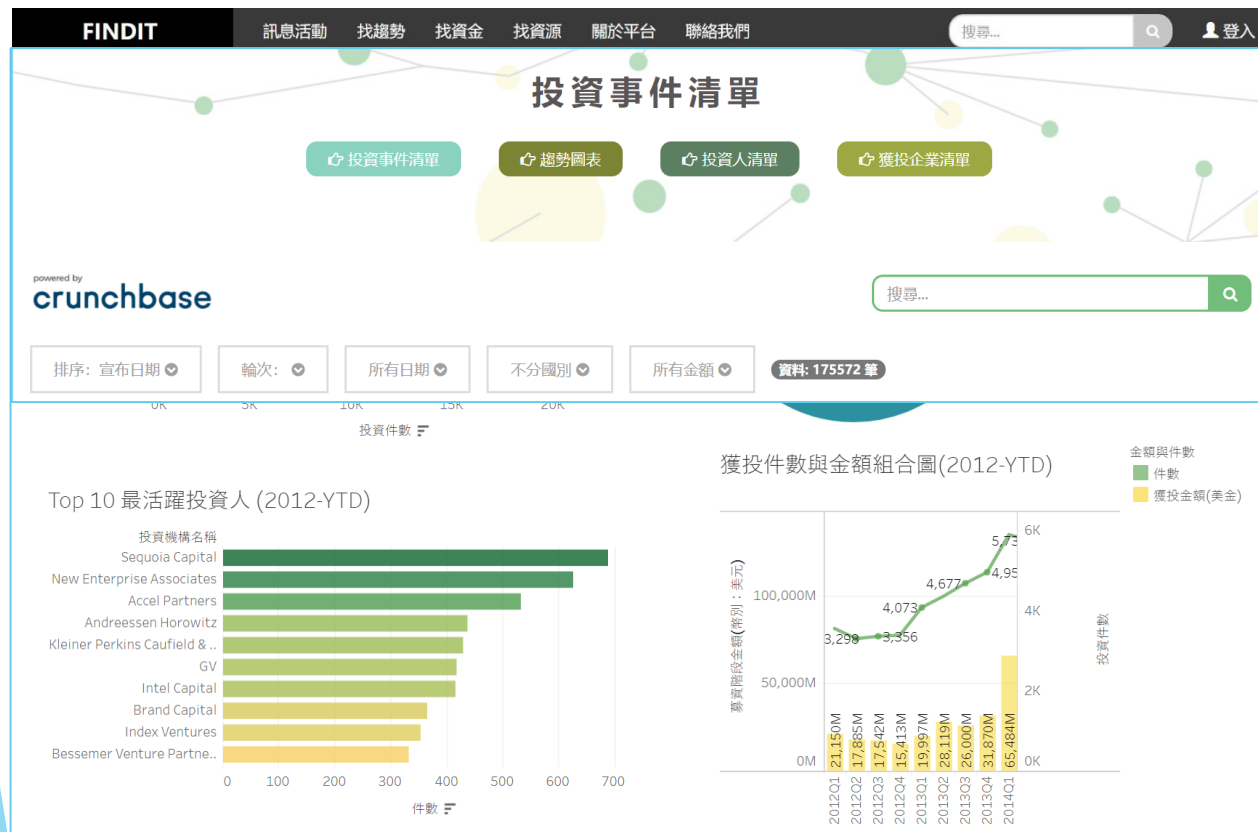 FINDIT 訊息活動 找趨勢 找資金 找資源 關於平台 聯絡我們 搜尋... 登入
投資事件清單
投資事件清單 趨勢圖表 投資人清單 獲投企業清單
powered by
crunchbase
搜尋...
排序: 宣布日期 輪次: 所有日期 不分國別 所有金額 資料: 175572 筆
0K 5K 10K 15K 20K
投資件數
Top 10 最活躍投資人 (2012-YTD)
投資機構名稱
Sequoia Capital
New Enterprise Associates
Accel Partners
Andreessen Horowitz
Kleiner Perkins Caufield & ..
GV
Intel Capital
Brand Capital
Index Ventures
Bessemer Venture Partne..
0 100 200 300 400 500 600 700
件數
獲投件數與金額組合圖(2012-YTD)
金額與件數
件數
獲投金額(美金)
募資階段金額(幣別：美元)
100,000M
50,000M
0M
3,298
3,356
4,073
4,677
4,95
5,73
21,150M
17,885M
17,542M
15,413M
19,997M
28,119M
26,000M
31,870M
65,484M
6K
4K
2K
0K
投資件數
2012Q1
2012Q2
2012Q3
2012Q4
2013Q1
2013Q2
2013Q3
2013Q4
2014Q1